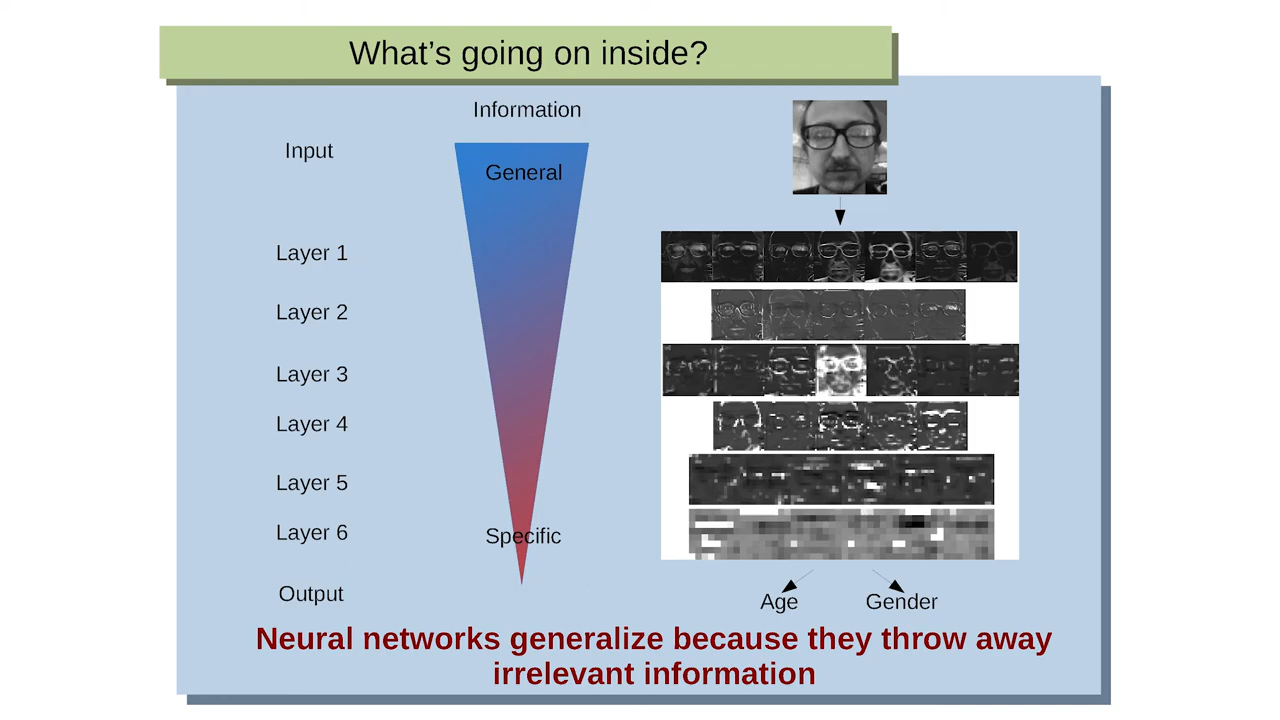 What’s going on inside?
Information
Input
General
Layer 1
Layer 2
Layer 3
Layer 4
Layer 5
Layer 6
Specific
Output
Age
Gender
Neural networks generalize because they throw away
irrelevant information